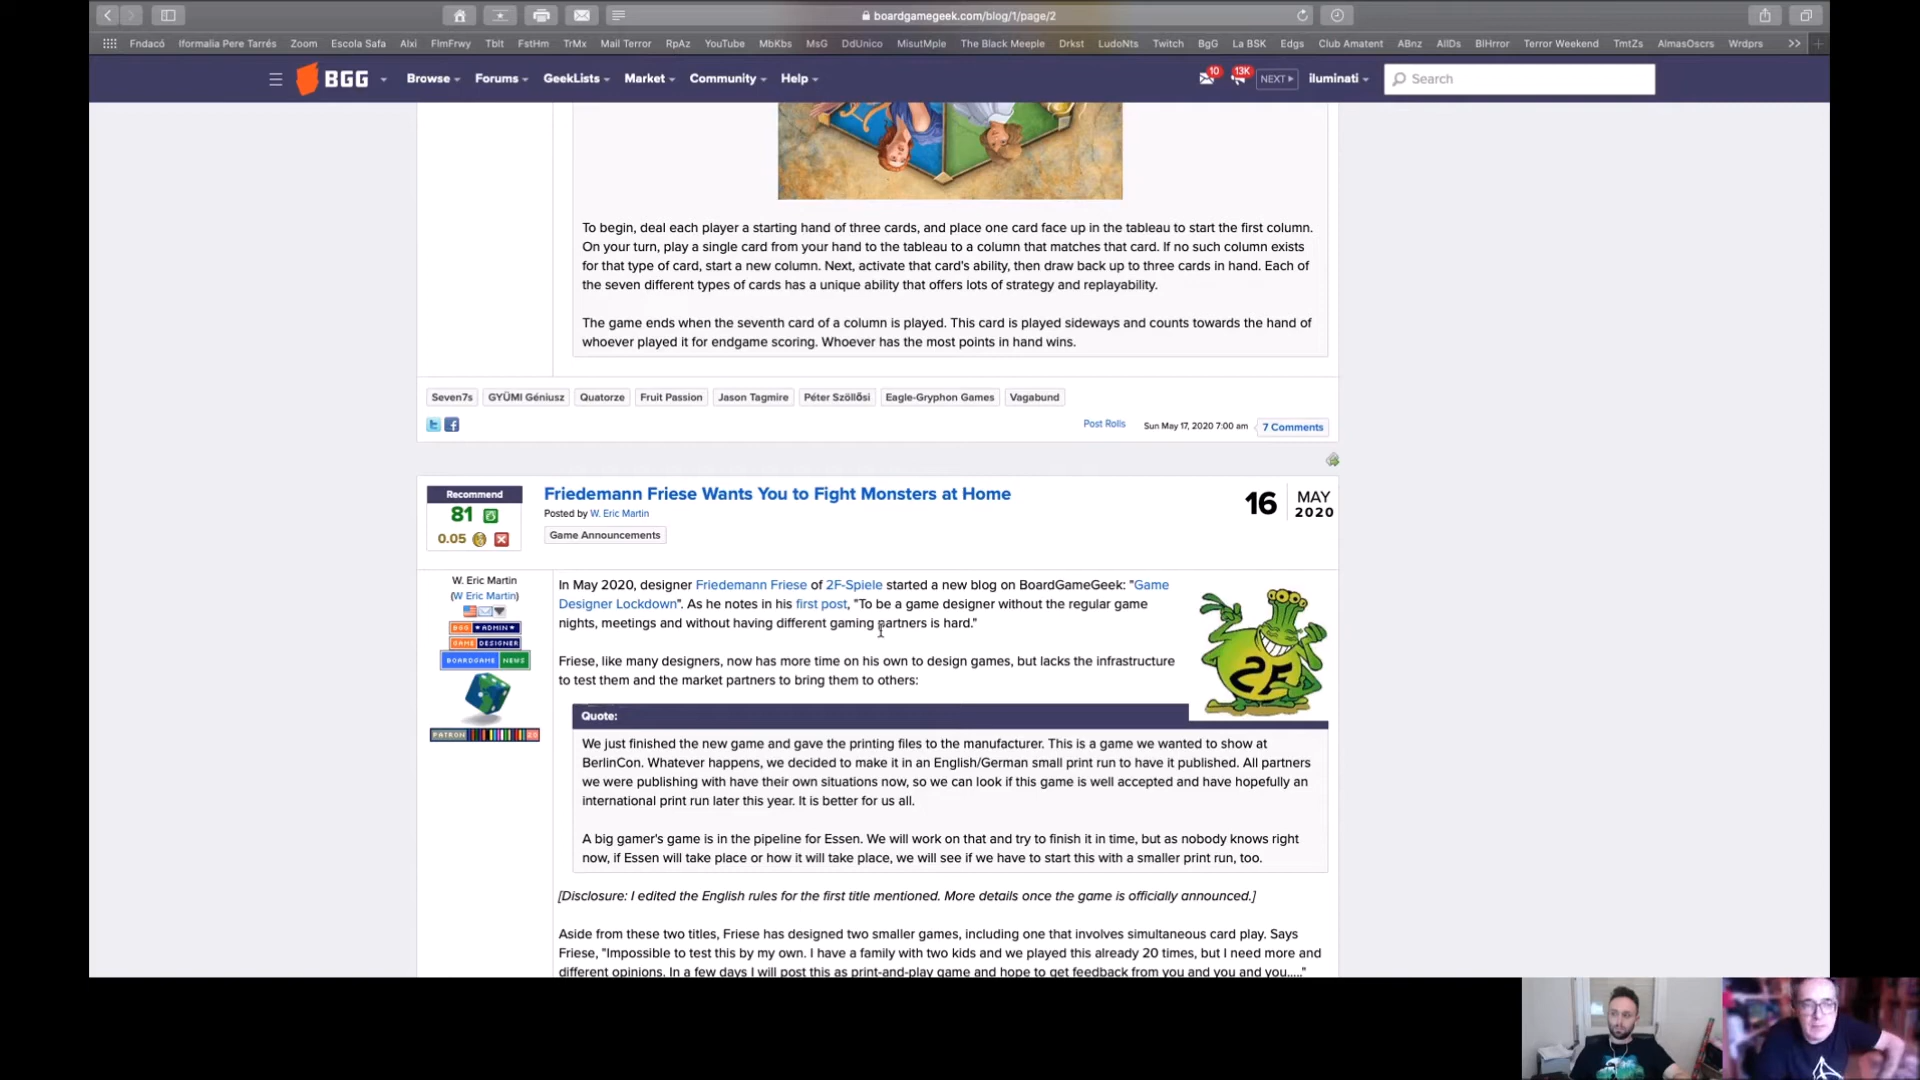 boardgamegeek.com/blog/1/page/2
Fndacó Iformalia Pere Tarrés Zoom Escola Safa Alxi FlmFrwy Tblt FstHm TrMx Mail Terror RpAz YouTube MbKbs MsG DdUnico MisutMple The Black Meeple Drkst LudoNts Twitch BgG La BSK Edgs Club Amatent ABnz AllDs BlHrror Terror Weekend TmtZs AlmasOscrs Wrdprs >>
BGG Browse Forums GeekLists Market Community Help 10 13K NEXT iluminati Search
To begin, deal each player a starting hand of three cards, and place one card face up in the tableau to start the first column.
On your turn, play a single card from your hand to the tableau to a column that matches that card. If no such column exists
for that type of card, start a new column. Next, activate that card's ability, then draw back up to three cards in hand. Each of
the seven different types of cards has a unique ability that offers lots of strategy and replayability.
The game ends when the seventh card of a column is played. This card is played sideways and counts towards the hand of
whoever played it for endgame scoring. Whoever has the most points in hand wins.
Seven7s GYÜMI Géniusz Quatorze Fruit Passion Jason Tagmire Péter Szöllősi Eagle-Gryphon Games Vagabund
Post Rolls Sun May 17, 2020 7:00 am 7 Comments
Recommend
81
0.05
Friedemann Friese Wants You to Fight Monsters at Home
Posted by W. Eric Martin
Game Announcements
16 MAY
2020
W. Eric Martin
(W Eric Martin)
BGG ADMIN
GAME DESIGNER
BOARDGAME NEWS
PATRON 20
In May 2020, designer Friedemann Friese of 2F-Spiele started a new blog on BoardGameGeek: "Game
Designer Lockdown". As he notes in his first post, "To be a game designer without the regular game
nights, meetings and without having different gaming partners is hard."
2F
Friese, like many designers, now has more time on his own to design games, but lacks the infrastructure
to test them and the market partners to bring them to others:
Quote:
We just finished the new game and gave the printing files to the manufacturer. This is a game we wanted to show at
BerlinCon. Whatever happens, we decided to make it in an English/German small print run to have it published. All partners
we were publishing with have their own situations now, so we can look if this game is well accepted and have hopefully an
international print run later this year. It is better for us all.
A big gamer's game is in the pipeline for Essen. We will work on that and try to finish it in time, but as nobody knows right
now, if Essen will take place or how it will take place, we will see if we have to start this with a smaller print run, too.
[Disclosure: I edited the English rules for the first title mentioned. More details once the game is officially announced.]
Aside from these two titles, Friese has designed two smaller games, including one that involves simultaneous card play. Says
Friese, "Impossible to test this by my own. I have a family with two kids and we played this already 20 times, but I need more and
different opinions. In a few days I will post this as print-and-play game and hope to get feedback from you and you and you....."